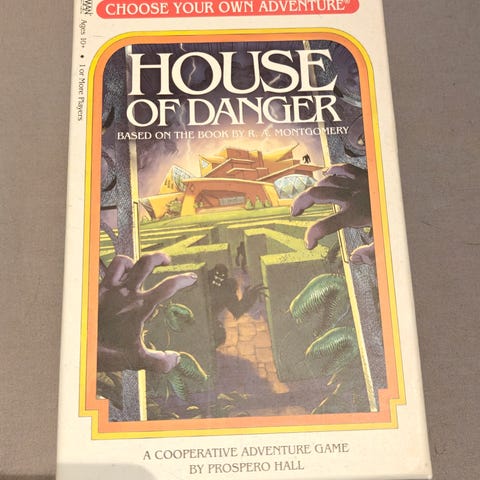 CHOOSE YOUR OWN ADVENTURE®
Ages 10+ • 1 or More Players
HOUSE
OF DANGER
BASED ON THE BOOK BY R. A. MONTGOMERY
A COOPERATIVE ADVENTURE GAME
BY PROSPERO HALL